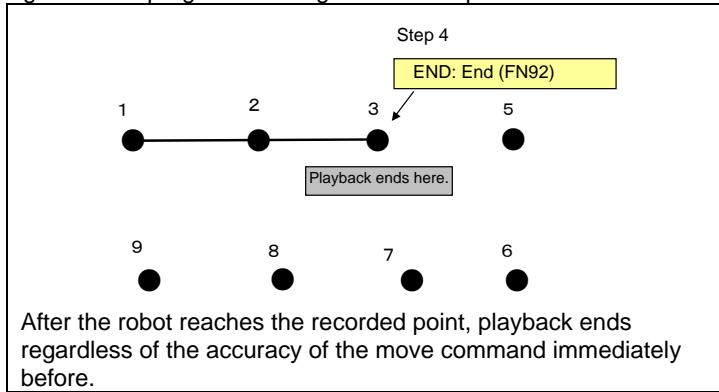 Step 4
END: End (FN92)
1 2 3 5
Playback ends here.
9 8 7 6
After the robot reaches the recorded point, playback ends
regardless of the accuracy of the move command immediately
before.